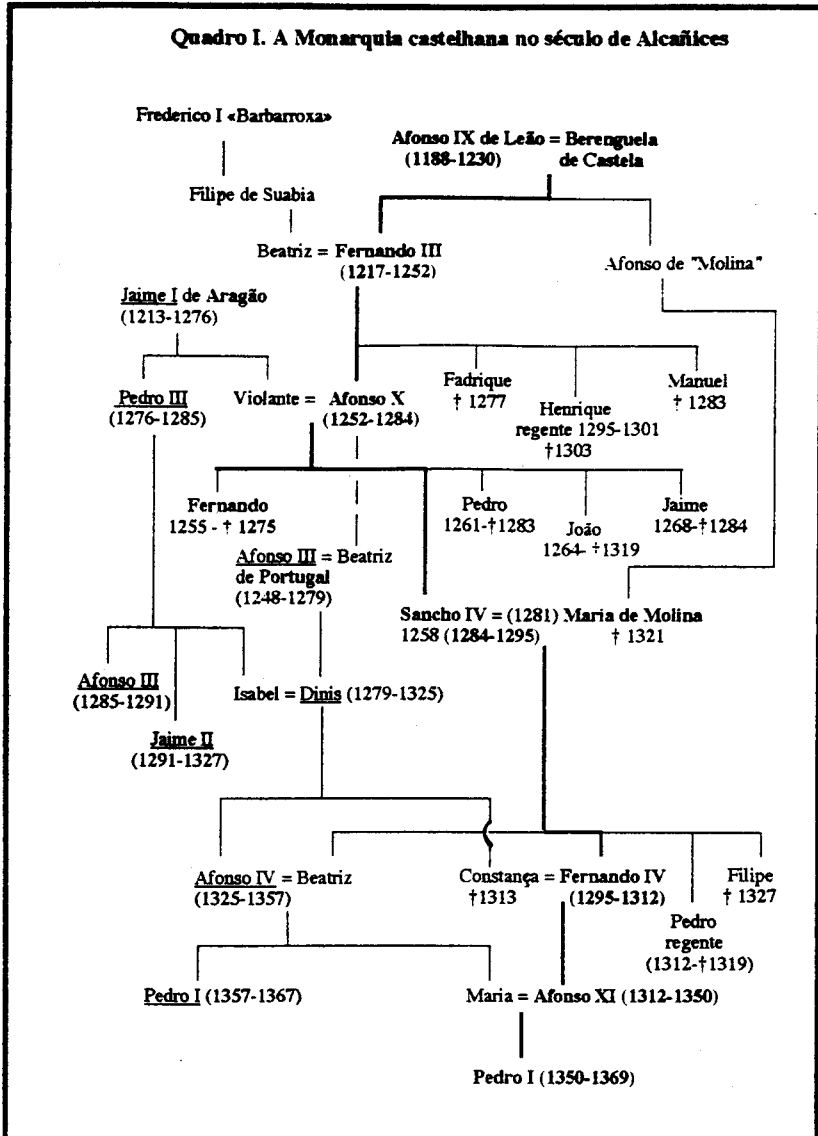 Quadro I. A Monarquia castelhana no século de Alcañices
Frederico I «Barbarroxa»
Afonso IX de Leão = Berenguela
(1188-1230) de Castela
Filipe de Suabia
Beatriz = Fernando III
(1217-1252)
Afonso de "Molina"
Jaime I de Aragão
(1213-1276)
Pedro III
(1276-1285)
Violante = Afonso X
(1252-1284)
Fadrique
† 1277
Henrique
regente 1295-1301
†1303
Manuel
† 1283
Fernando
1255 - † 1275
Pedro
1261-†1283
João
1264- †1319
Jaime
1268-†1284
Afonso III = Beatriz
de Portugal
(1248-1279)
Sancho IV = (1281) Maria de Molina
1258 (1284-1295) † 1321
Afonso III
(1285-1291)
Jaime II
(1291-1327)
Isabel = Dinis (1279-1325)
Afonso IV = Beatriz
(1325-1357)
Constança = Fernando IV
†1313 (1295-1312)
Filipe
† 1327
Pedro
regente
(1312-†1319)
Pedro I (1357-1367)
Maria = Afonso XI (1312-1350)
Pedro I (1350-1369)